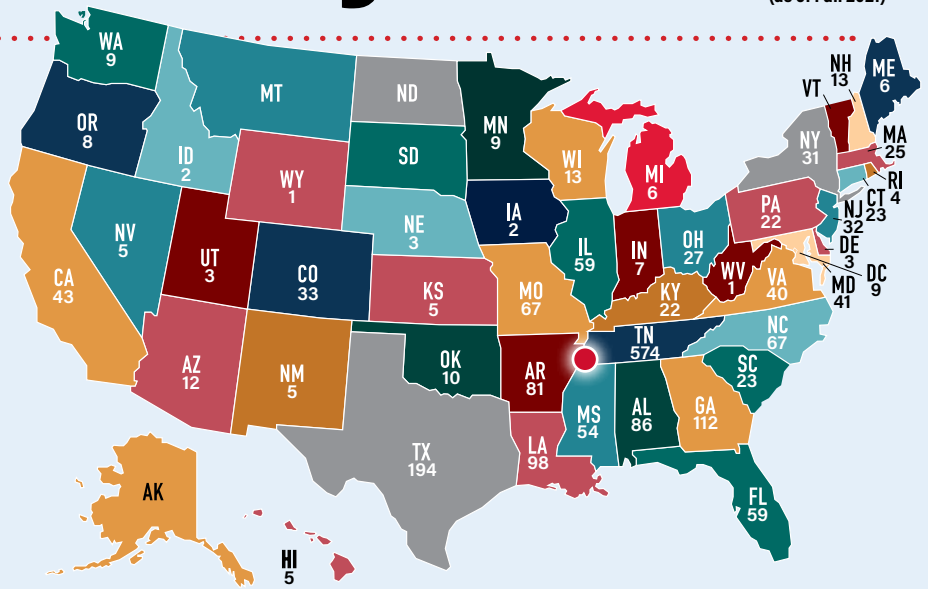 WA
9
OR
8
CA
43
NV
5
ID
2
MT
WY
1
UT
3
AZ
12
CO
33
NM
5
ND
SD
NE
3
KS
5
OK
10
TX
194
MN
9
IA
2
MO
67
AR
81
LA
98
WI
13
IL
59
MI
6
IN
7
OH
27
KY
22
TN
574
MS
54
AL
86
GA
112
FL
59
SC
23
NC
67
VA
40
WV
1
PA
22
NY
31
VT
NH
13
ME
6
MA
25
RI
4
CT
23
NJ
32
DE
3
DC
9
MD
41
AK
HI
5